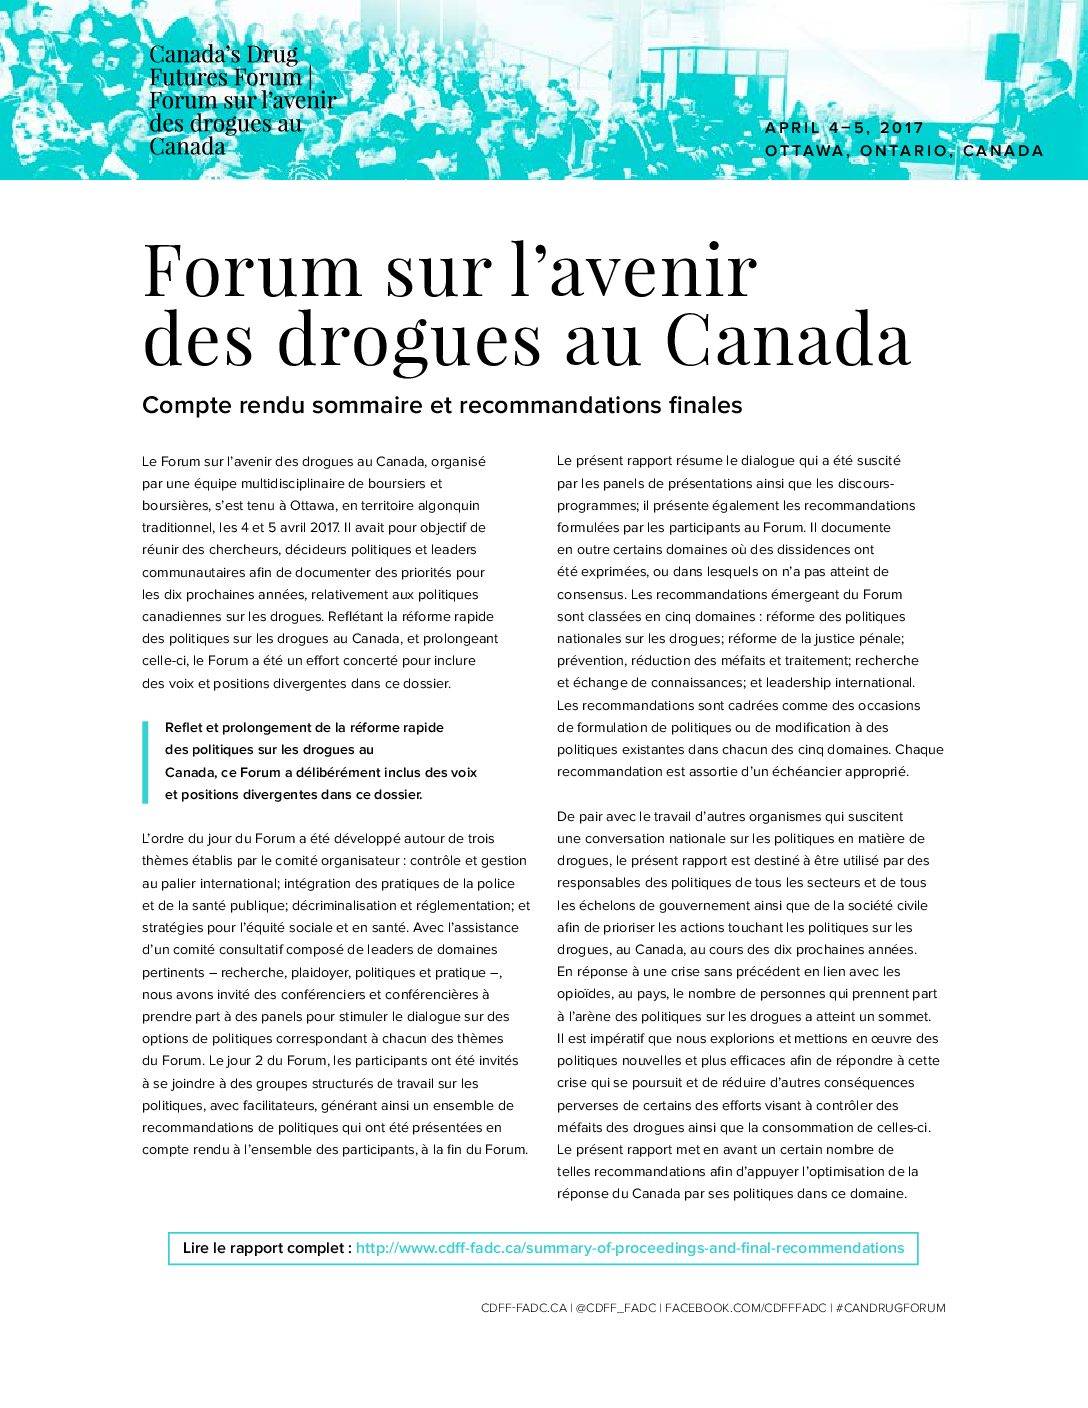 Canada's Drug
Futures Forum |
Forum sur l'avenir
des drogues au
Canada
APRIL 4–5, 2017
OTTAWA, ONTARIO, CANADA
Forum sur l'avenir
des drogues au Canada
Compte rendu sommaire et recommandations finales
Le Forum sur l'avenir des drogues au Canada, organisé
par une équipe multidisciplinaire de boursiers et
boursières, s'est tenu à Ottawa, en territoire algonquin
traditionnel, les 4 et 5 avril 2017. Il avait pour objectif de
réunir des chercheurs, décideurs politiques et leaders
communautaires afin de documenter des priorités pour
les dix prochaines années, relativement aux politiques
canadiennes sur les drogues. Reflétant la réforme rapide
des politiques sur les drogues au Canada, et prolongeant
celle-ci, le Forum a été un effort concerté pour inclure
des voix et positions divergentes dans ce dossier.
Reflet et prolongement de la réforme rapide
des politiques sur les drogues au
Canada, ce Forum a délibérément inclus des voix
et positions divergentes dans ce dossier.
L'ordre du jour du Forum a été développé autour de trois
thèmes établis par le comité organisateur : contrôle et gestion
au palier international; intégration des pratiques de la police
et de la santé publique; décriminalisation et réglementation; et
stratégies pour l'équité sociale et en santé. Avec l'assistance
d'un comité consultatif composé de leaders de domaines
pertinents – recherche, plaidoyer, politiques et pratique –,
nous avons invité des conférenciers et conférencières à
prendre part à des panels pour stimuler le dialogue sur des
options de politiques correspondant à chacun des thèmes
du Forum. Le jour 2 du Forum, les participants ont été invités
à se joindre à des groupes structurés de travail sur les
politiques, avec facilitateurs, générant ainsi un ensemble de
recommandations de politiques qui ont été présentées en
compte rendu à l'ensemble des participants, à la fin du Forum.
Le présent rapport résume le dialogue qui a été suscité
par les panels de présentations ainsi que les discours-
programmes; il présente également les recommandations
formulées par les participants au Forum. Il documente
en outre certains domaines où des dissidences ont
été exprimées, ou dans lesquels on n'a pas atteint de
consensus. Les recommandations émergeant du Forum
sont classées en cinq domaines : réforme des politiques
nationales sur les drogues; réforme de la justice pénale;
prévention, réduction des méfaits et traitement; recherche
et échange de connaissances; et leadership international.
Les recommandations sont cadrées comme des occasions
de formulation de politiques ou de modification à des
politiques existantes dans chacun des cinq domaines. Chaque
recommandation est assortie d'un échéancier approprié.
De pair avec le travail d'autres organismes qui suscitent
une conversation nationale sur les politiques en matière de
drogues, le présent rapport est destiné à être utilisé par des
responsables des politiques de tous les secteurs et de tous
les échelons de gouvernement ainsi que de la société civile
afin de prioriser les actions touchant les politiques sur les
drogues, au Canada, au cours des dix prochaines années.
En réponse à une crise sans précédent en lien avec les
opioïdes, au pays, le nombre de personnes qui prennent part
à l'arène des politiques sur les drogues a atteint un sommet.
Il est impératif que nous explorions et mettions en œuvre des
politiques nouvelles et plus efficaces afin de répondre à cette
crise qui se poursuit et de réduire d'autres conséquences
perverses de certains des efforts visant à contrôler des
méfaits des drogues ainsi que la consommation de celles-ci.
Le présent rapport met en avant un certain nombre de
telles recommandations afin d'appuyer l'optimisation de la
réponse du Canada par ses politiques dans ce domaine.
Lire le rapport complet : http://www.cdff-fadc.ca/summary-of-proceedings-and-final-recommendations
CDFF-FADC.CA | @CDFF_FADC | FACEBOOK.COM/CDFFFADC | #CANDRUGFORUM